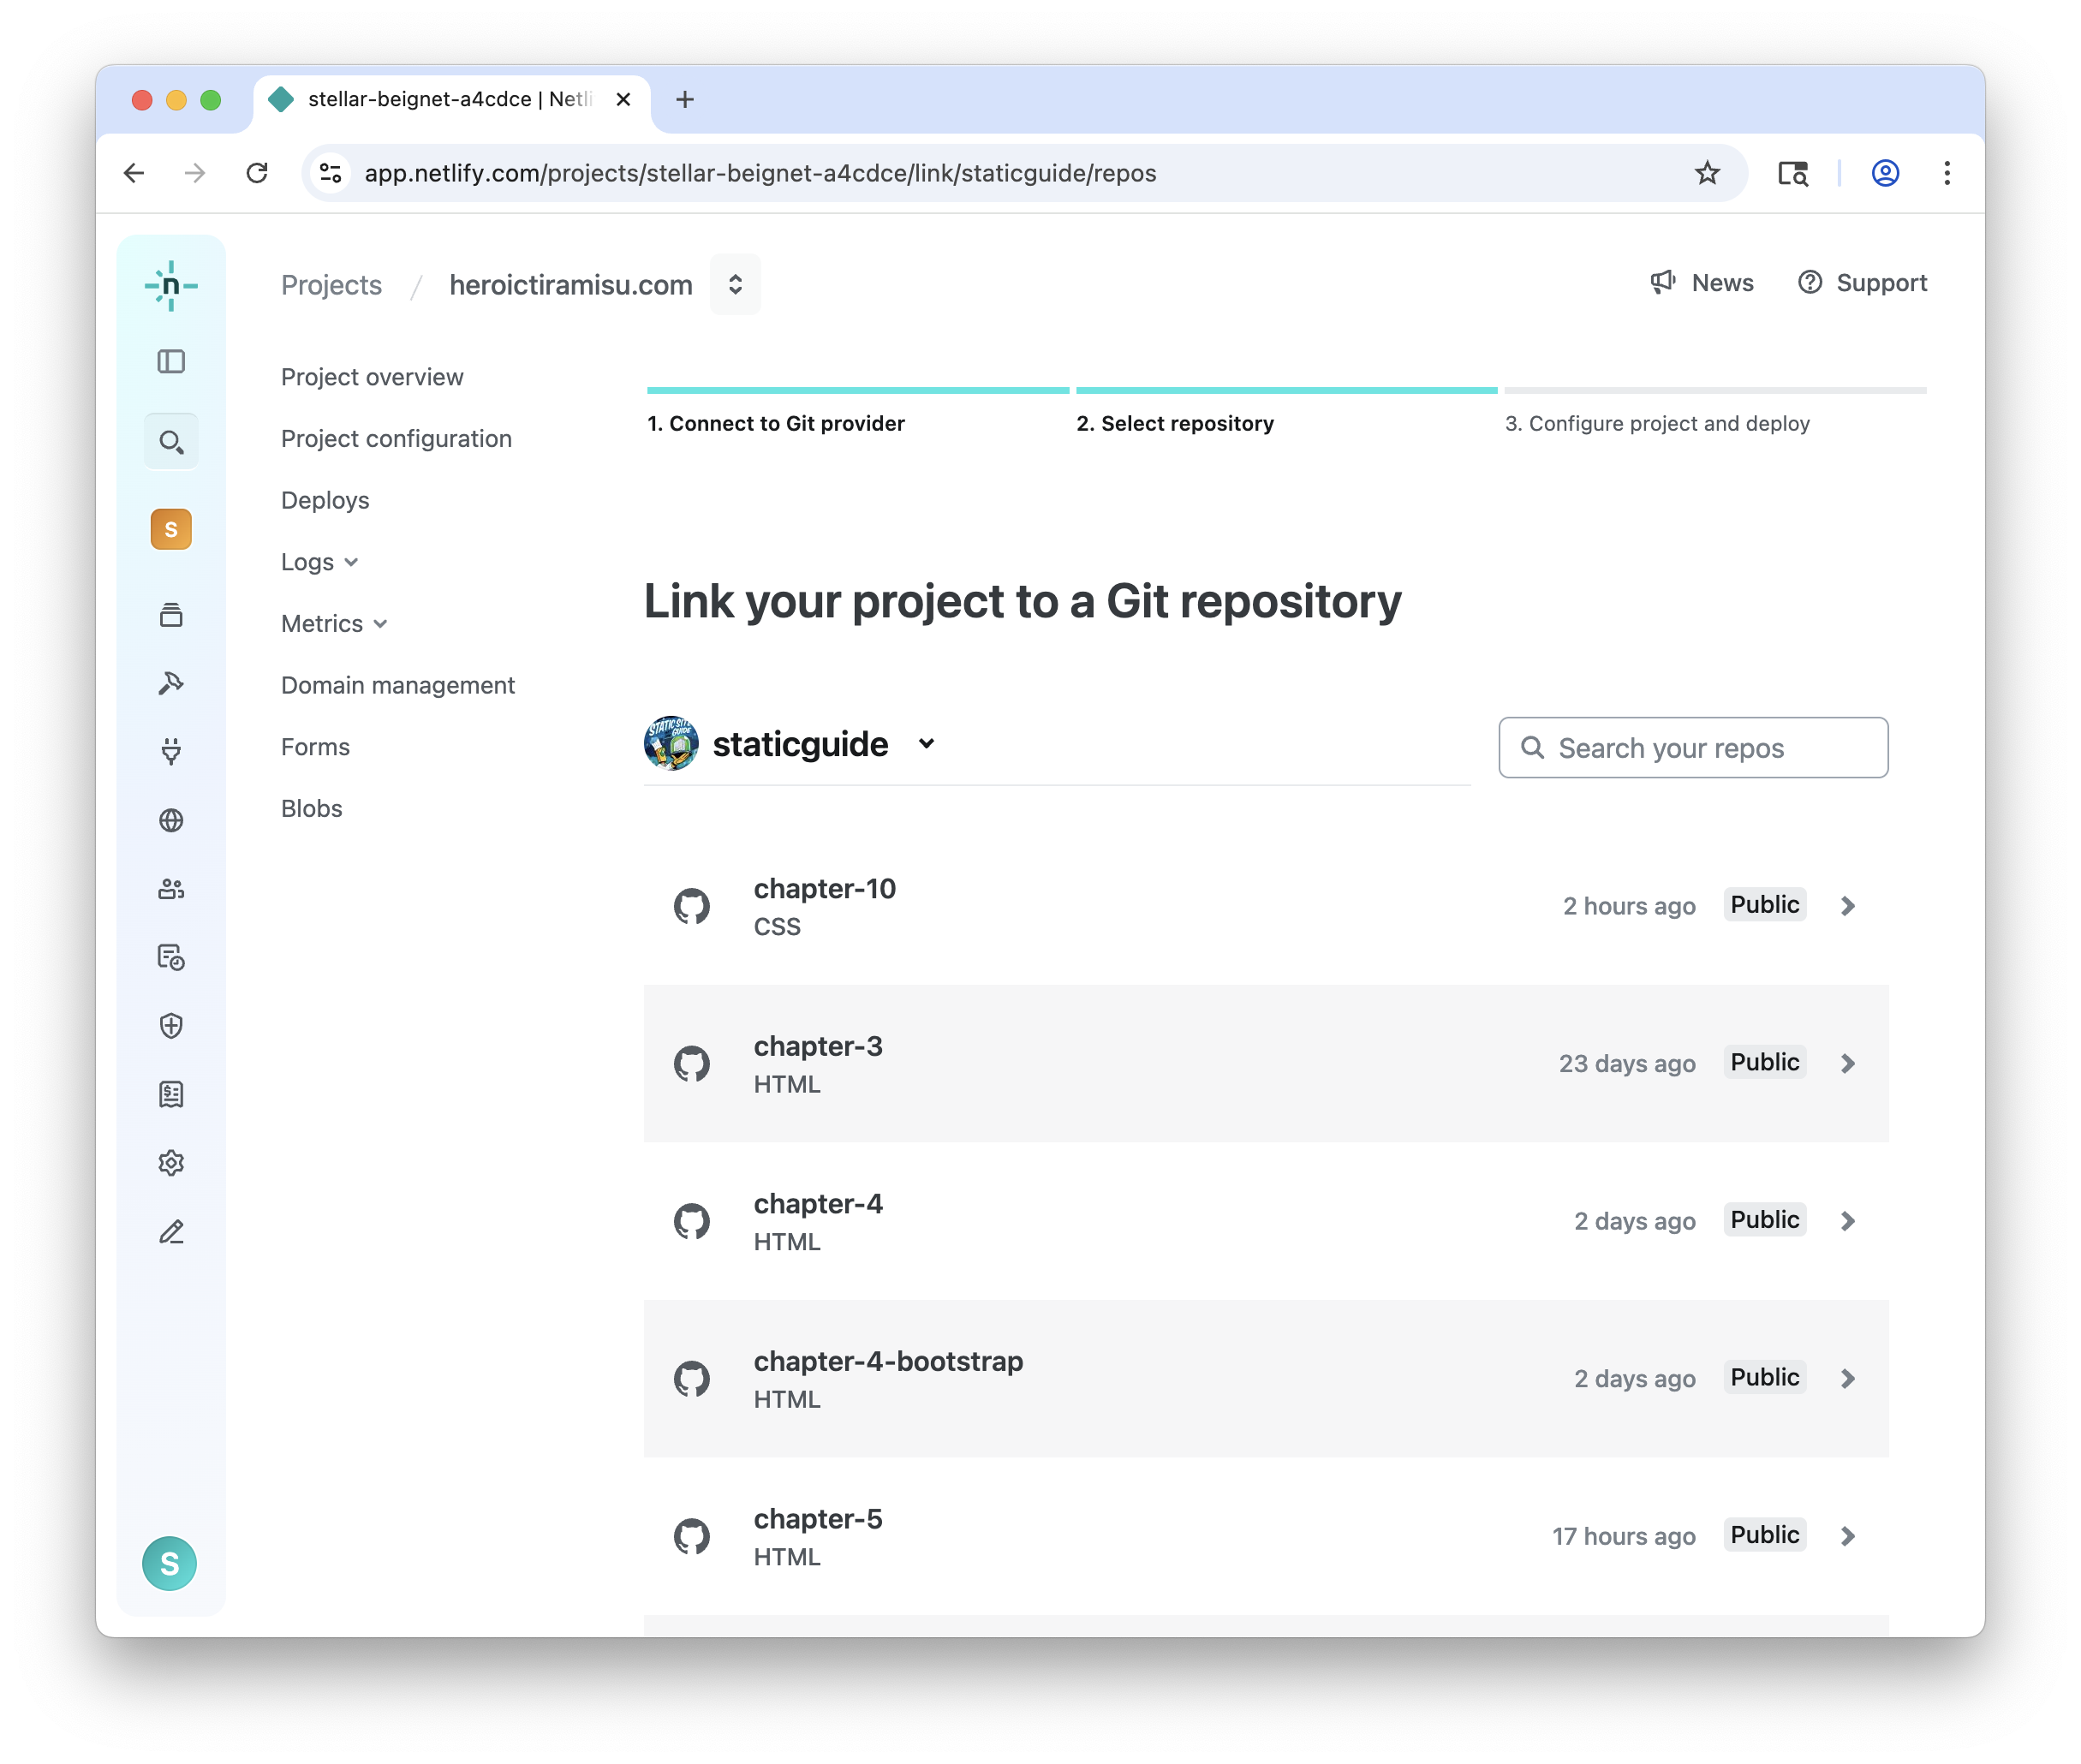 stellar-beignet-a4cdce | Netli
app.netlify.com/projects/stellar-beignet-a4cdce/link/staticguide/repos
n
Projects / heroictiramisu.com
News
Support
S
Project overview
Project configuration
Deploys
Logs
Metrics
Domain management
Forms
Blobs
S
1. Connect to Git provider
2. Select repository
3. Configure project and deploy
Link your project to a Git repository
STATIC SITE
GUIDE
staticguide
Search your repos
chapter-10
CSS
2 hours ago Public
chapter-3
HTML
23 days ago Public
chapter-4
HTML
2 days ago Public
chapter-4-bootstrap
HTML
2 days ago Public
chapter-5
HTML
17 hours ago Public